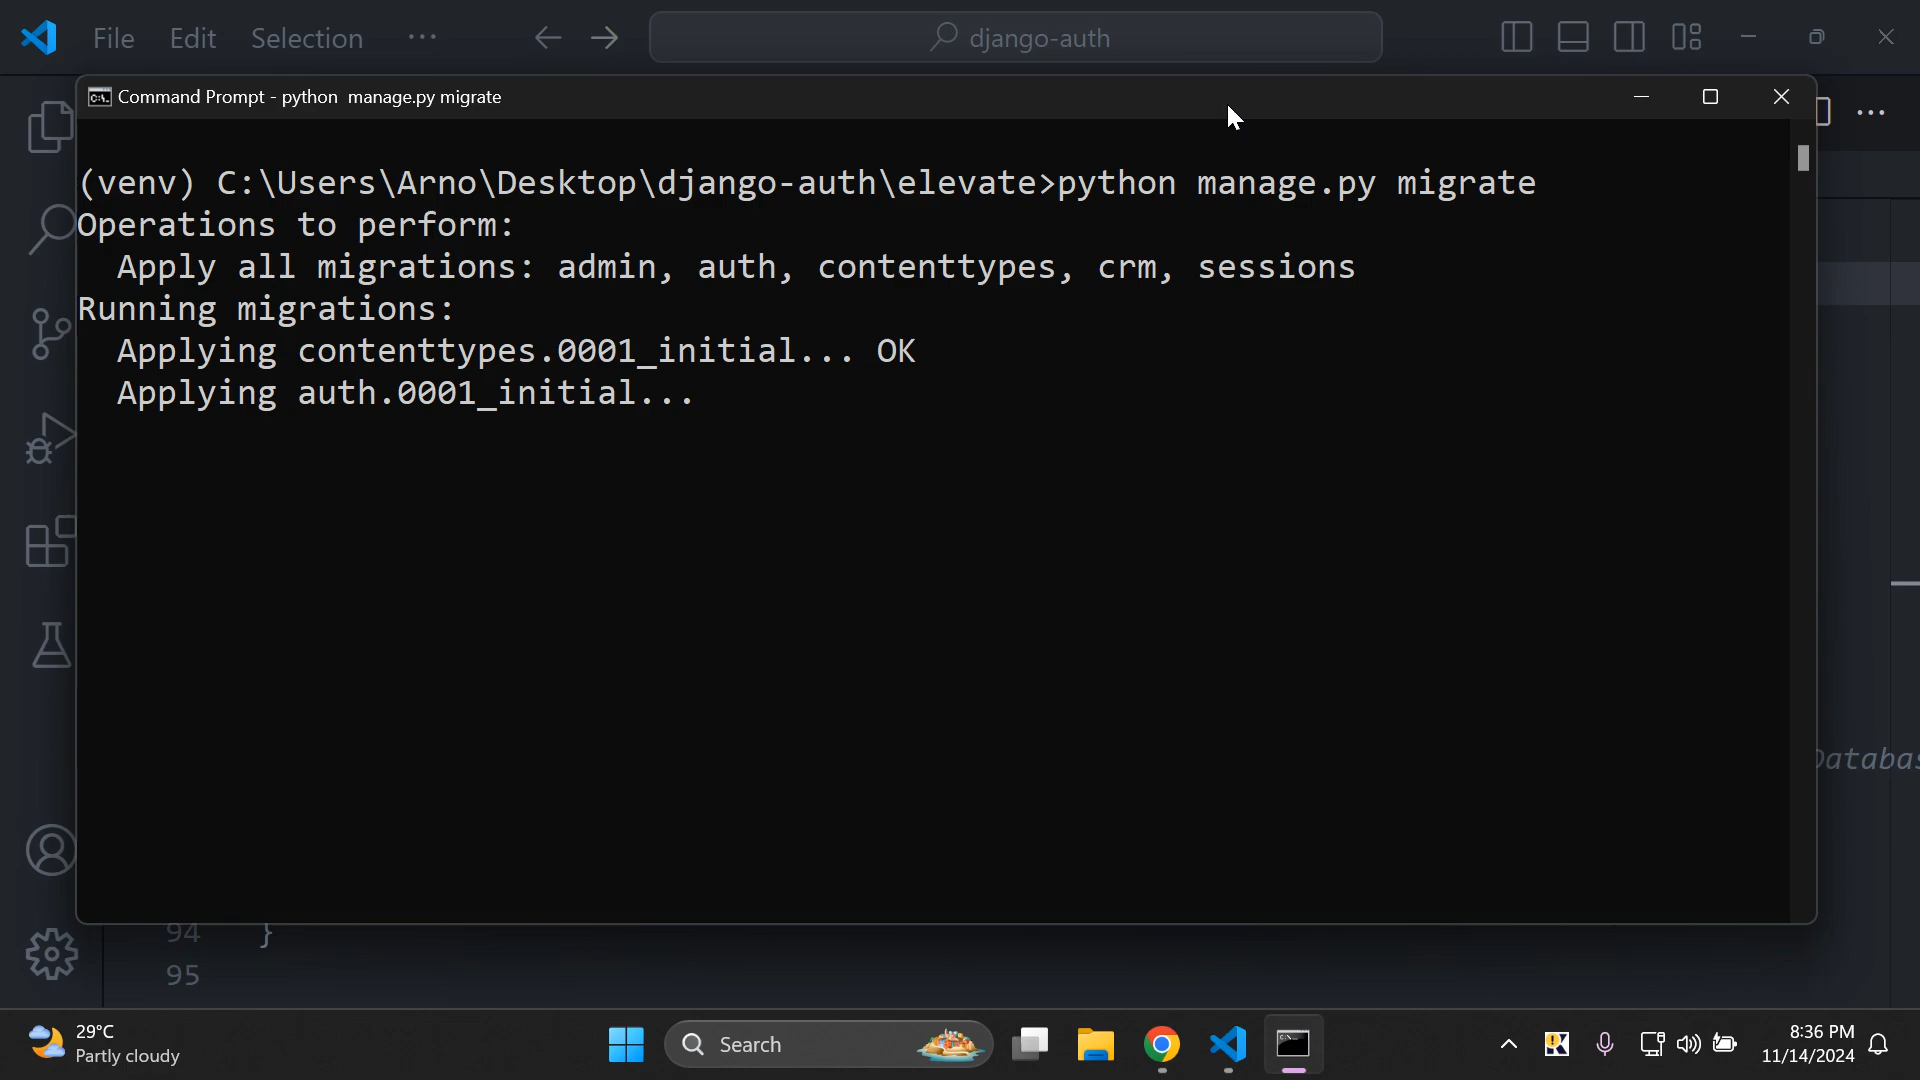 File Edit Selection ...
django-auth
Command Prompt - python  manage.py migrate
(venv) C:\Users\Arno\Desktop\django-auth\elevate>python manage.py migrate
Operations to perform:
  Apply all migrations: admin, auth, contenttypes, crm, sessions
Running migrations:
  Applying contenttypes.0001_initial... OK
  Applying auth.0001_initial...
94 }
95
29°C
Partly cloudy
Search
8:36 PM
11/14/2024